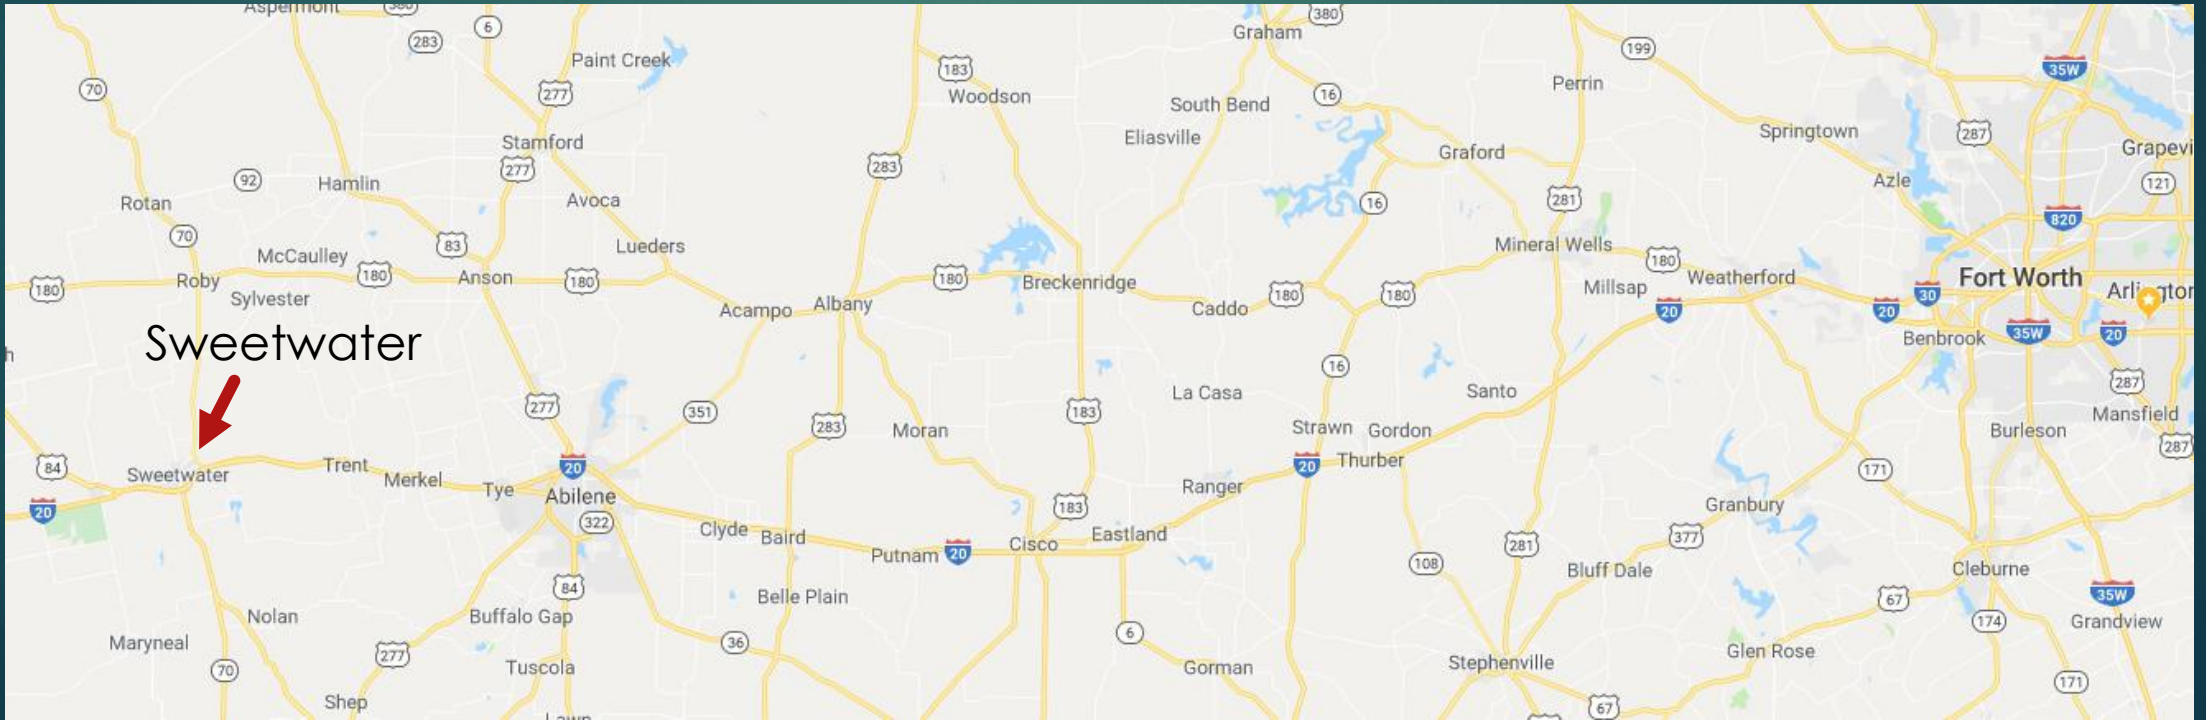 Aspermont
380
6
283
Graham
380
199
Paint Creek
35W
183
70
277
Woodson
16
Perrin
South Bend
Springtown
287
Eliasville
Stamford
Grapevi
277
283
Graford
92
Hamlin
Azle
121
Rotan
Avoca
16
281
820
70
83
Lueders
Mineral Wells
McCaulley
180
180
Roby
180
Anson
180
180
Breckenridge
Weatherford
Fort Worth
180
Sylvester
Acampo
Albany
Caddo
180
180
Millsap
20
20
30
Arlington
Sweetwater
Benbrook
35W
20
16
La Casa
Santo
287
277
351
283
Moran
183
Mansfield
Strawn
Gordon
Burleson
287
84
Sweetwater
Trent
Merkel
Tye
20
Abilene
Ranger
20
Thurber
171
20
322
183
Granbury
Clyde
Baird
Putnam
20
Cisco
Eastland
281
377
108
Bluff Dale
Cleburne
84
Belle Plain
67
35W
Nolan
Buffalo Gap
174
Grandview
Maryneal
277
36
6
Glen Rose
70
Tuscola
Gorman
Stephenville
171
Shep
67
Lawn
h